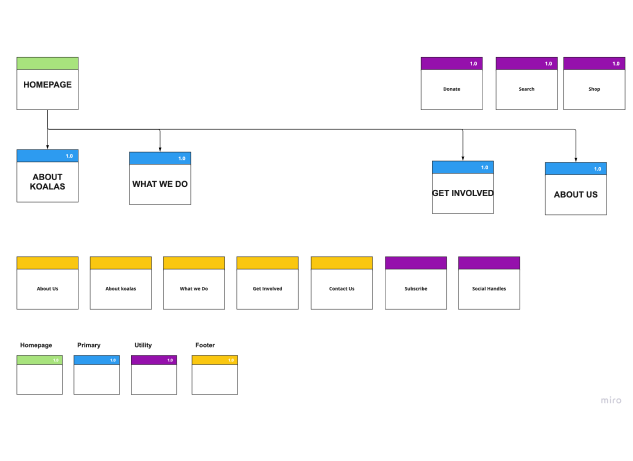 HOMEPAGE
1.0
Donate
1.0
Search
1.0
Shop
1.0
ABOUT
KOALAS
1.0
WHAT WE DO
1.0
GET INVOLVED
1.0
ABOUT US
About Us
About koalas
What we Do
Get Involved
Contact Us
Subscribe
Social Handles
Homepage
Primary
Utility
Footer
1.0
1.0
1.0
1.0
miro